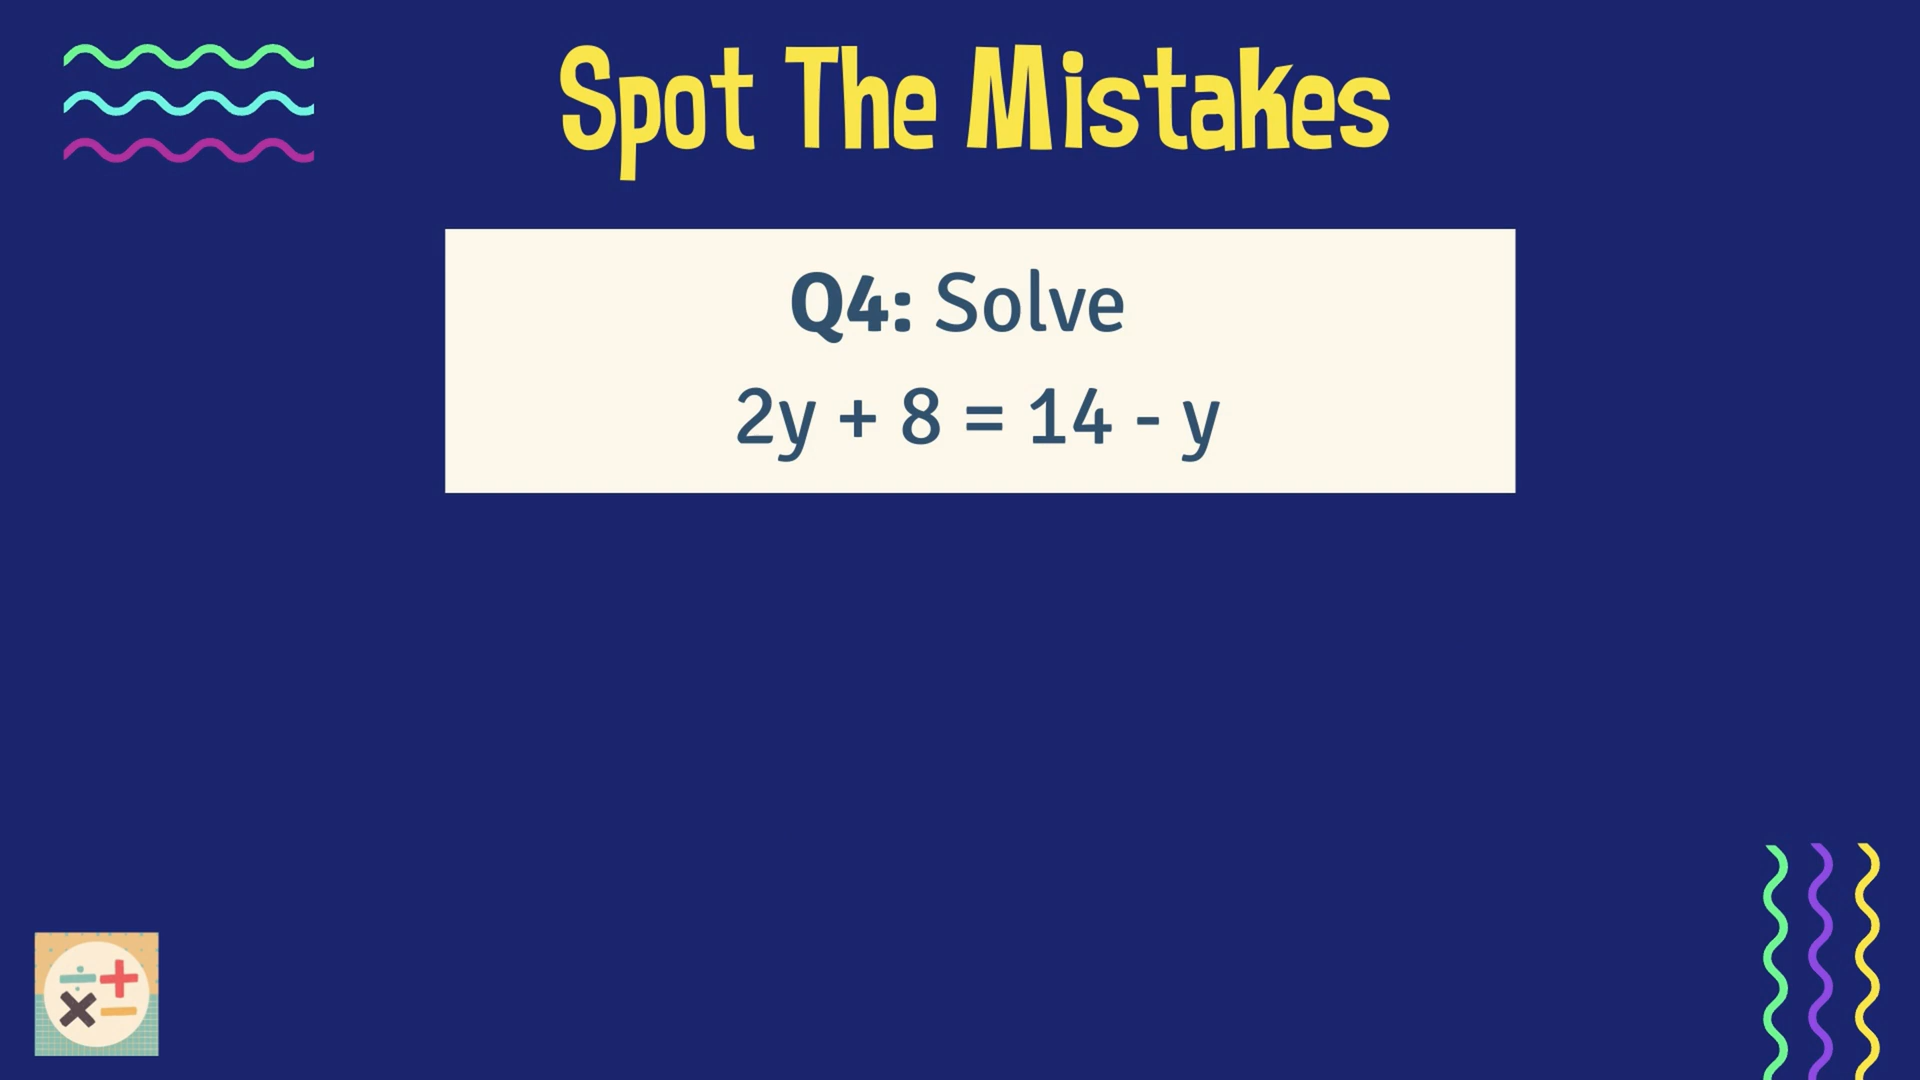 Spot The Mistakes
Q4: Solve
2y + 8 = 14 - y